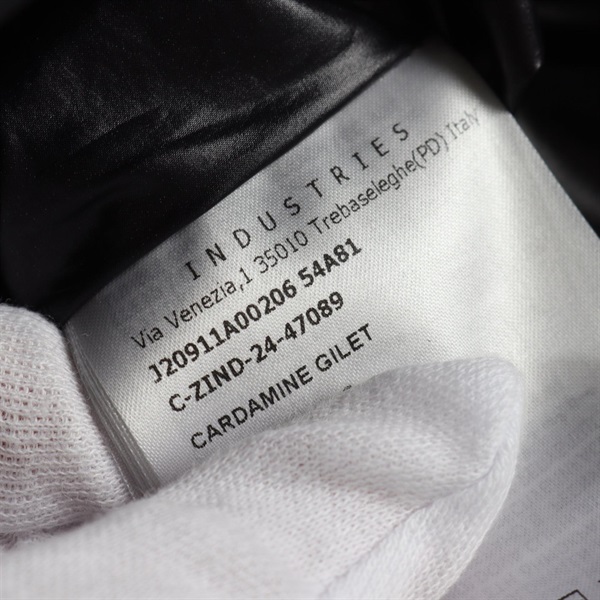 INDUSTRIES
Via Venezia,1 35010 Trebaseleghe(PD) Italy
J20911A00206 54A81
C-ZIND-24-47089
CARDAMINE GILET